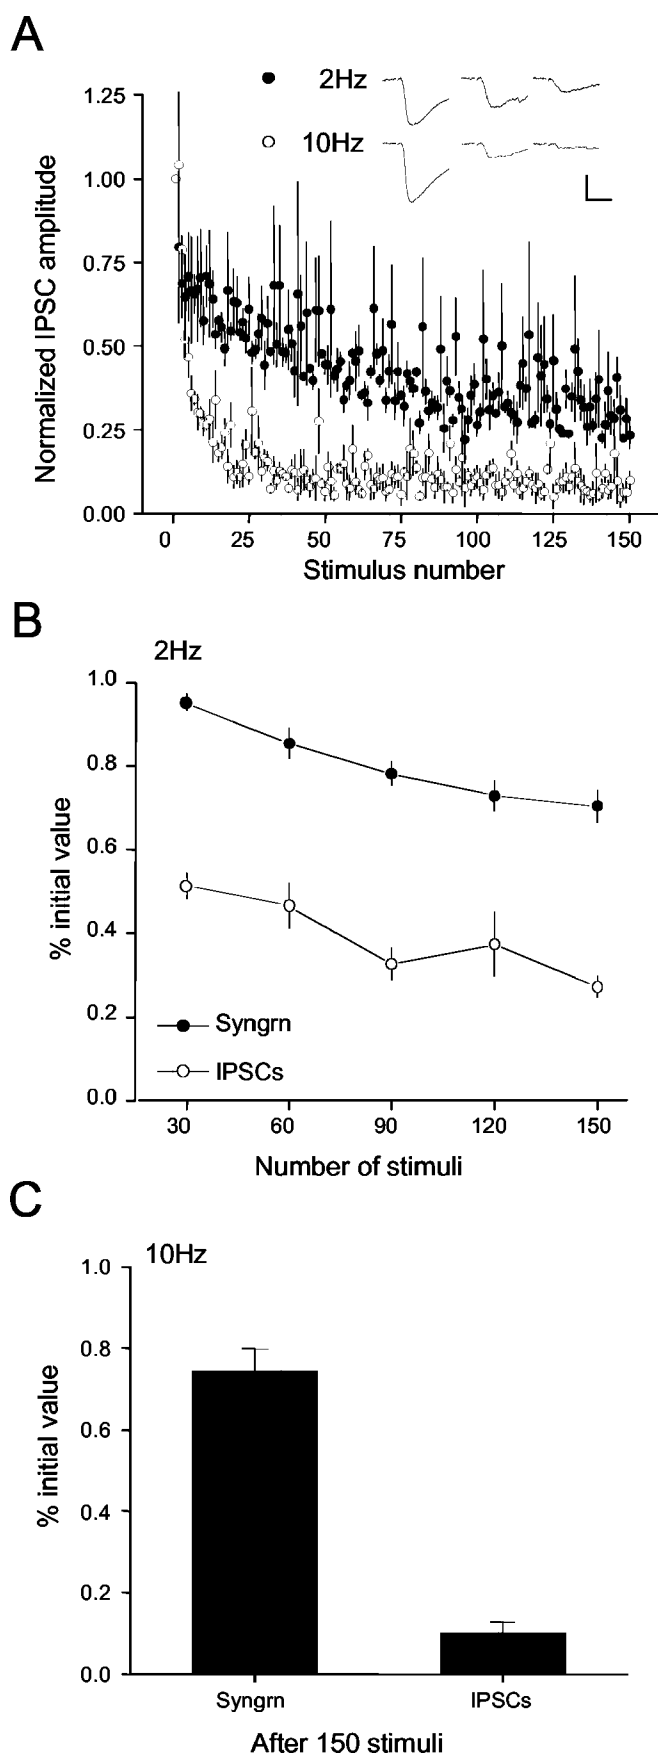 A
2Hz
10Hz
1.25
1.00
0.75
0.50
0.25
0.00
Normalized IPSC amplitude
0 25 50 75 100 125 150
Stimulus number
B
2Hz
1.0
0.8
0.6
0.4
0.2
0.0
% initial value
Syngrn
IPSCs
30 60 90 120 150
Number of stimuli
C
10Hz
1.0
0.8
0.6
0.4
0.2
0.0
% initial value
Syngrn IPSCs
After 150 stimuli